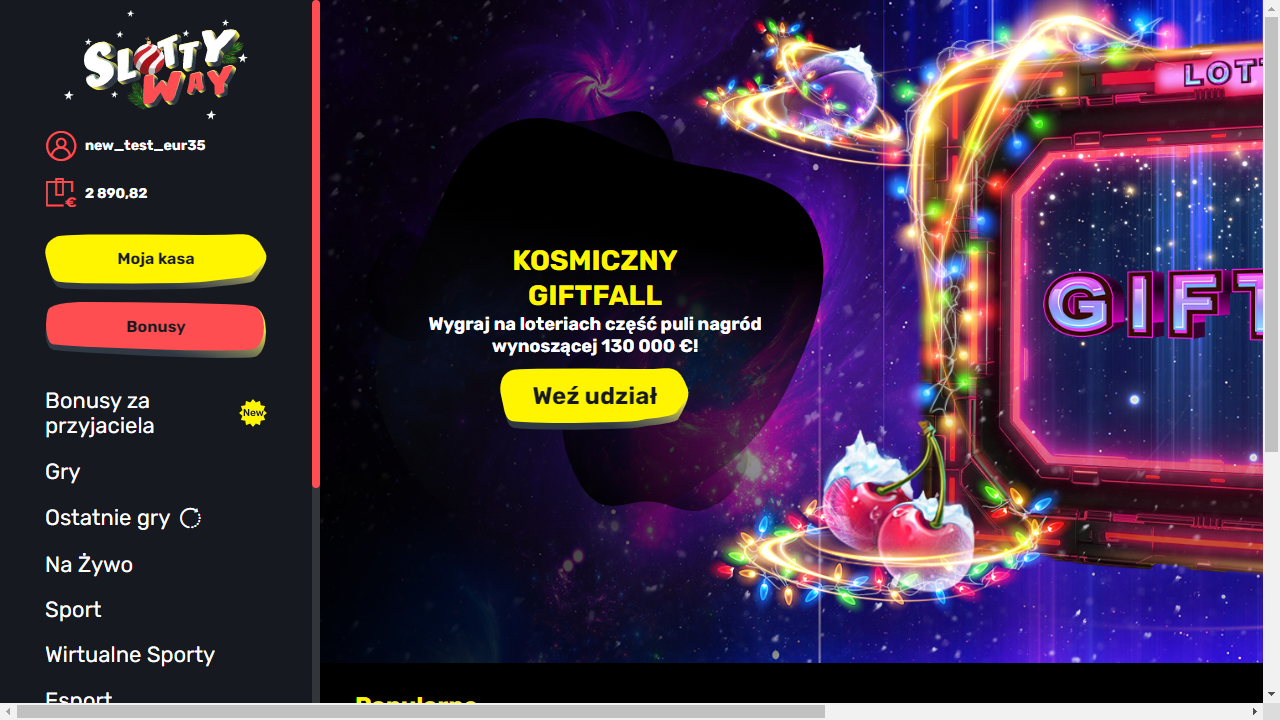 SLOTTY
WAY
new_test_eur35
€
2 890,82
Moja kasa
Bonusy
Bonusy za
przyjaciela
New
Gry
Ostatnie gry
Na Żywo
Sport
Wirtualne Sporty
Esport
KOSMICZNY
GIFTFALL
Wygraj na loteriach część puli nagród
wynoszącej 130 000 €!
Weź udział
LOTT
GIFT
Popularne